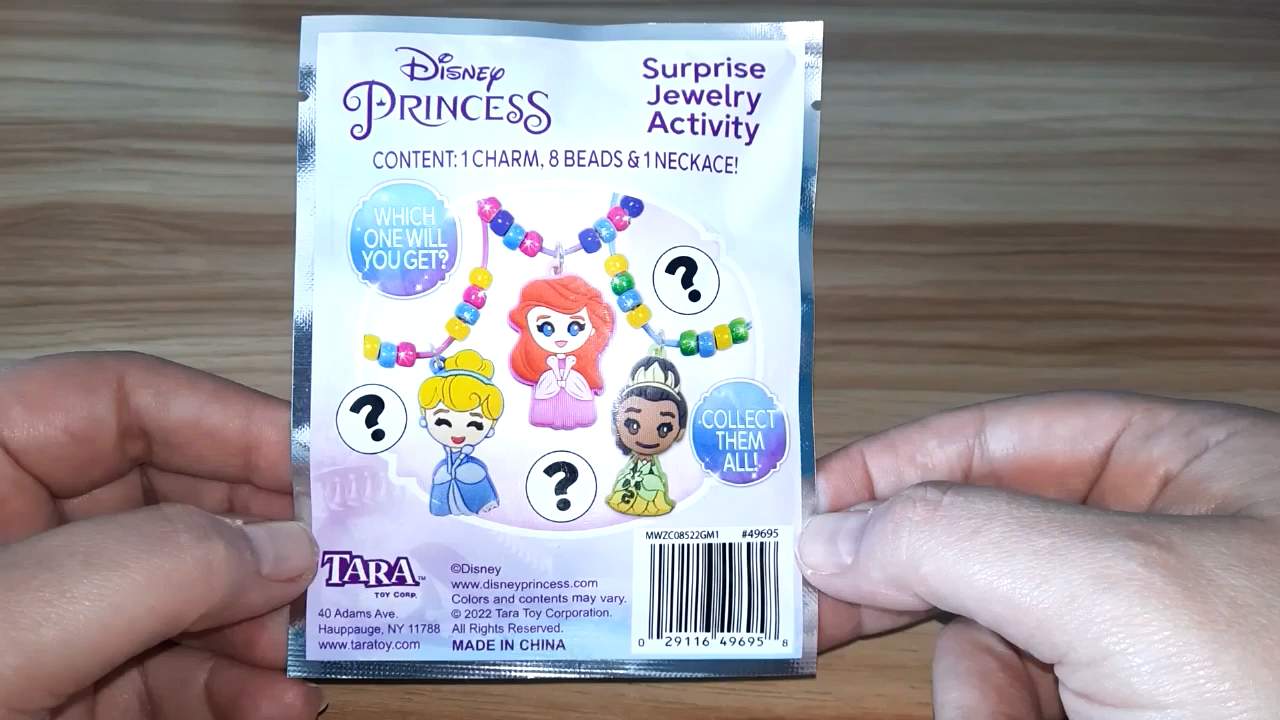 Disney
PRINCESS
Surprise
Jewelry
Activity
CONTENT: 1 CHARM, 8 BEADS & 1 NECKACE!
WHICH
ONE WILL
YOU GET?
?
?
?
COLLECT
THEM
ALL!
TARA™
TOY CORP.
40 Adams Ave.
Hauppauge, NY 11788
www.taratoy.com
©Disney
www.disneyprincess.com
Colors and contents may vary.
© 2022 Tara Toy Corporation.
All Rights Reserved.
MADE IN CHINA
MWZC08522GM1 #49695
0 29116 49695 8